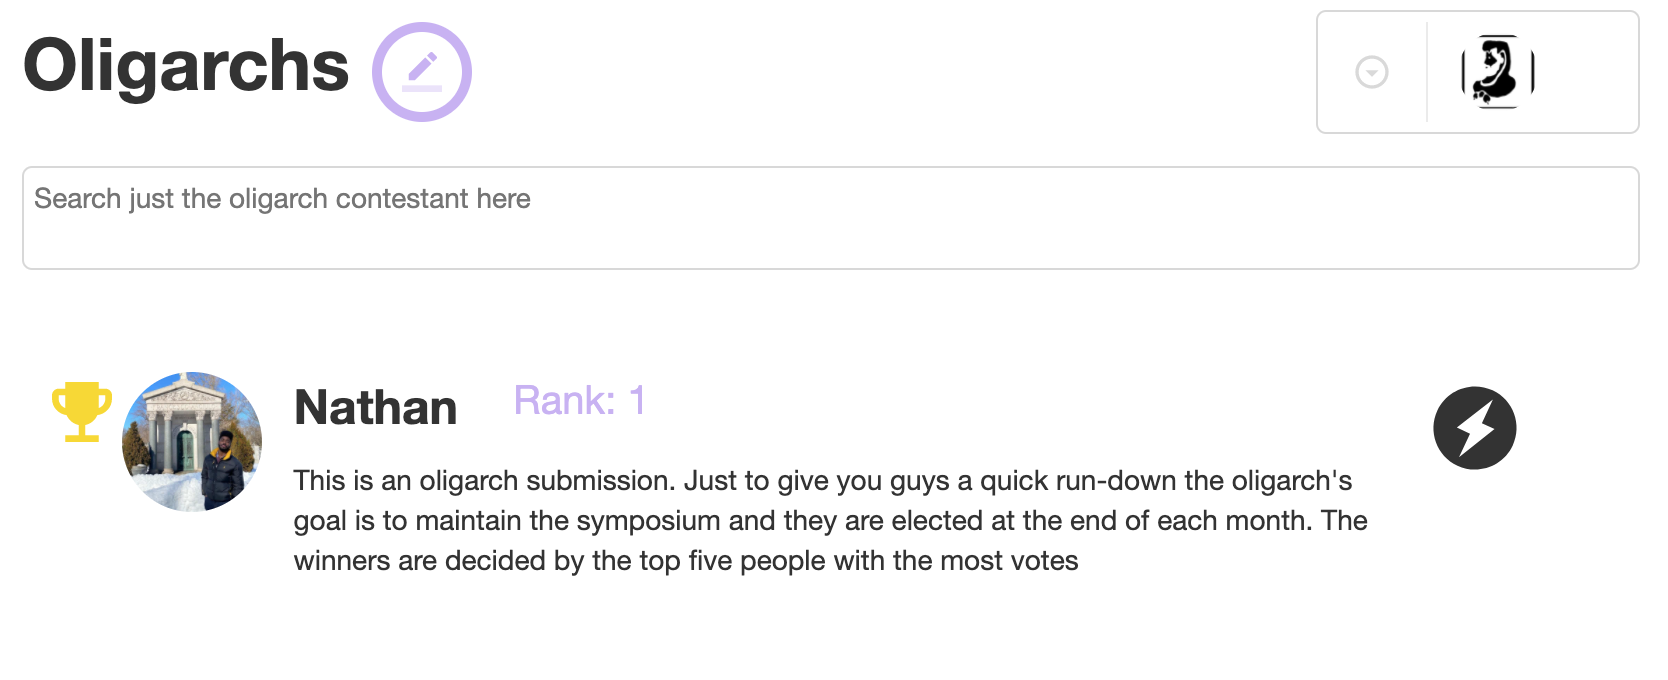 Oligarchs
Search just the oligarch contestant here
Nathan Rank: 1
This is an oligarch submission. Just to give you guys a quick run-down the oligarch's
goal is to maintain the symposium and they are elected at the end of each month. The
winners are decided by the top five people with the most votes